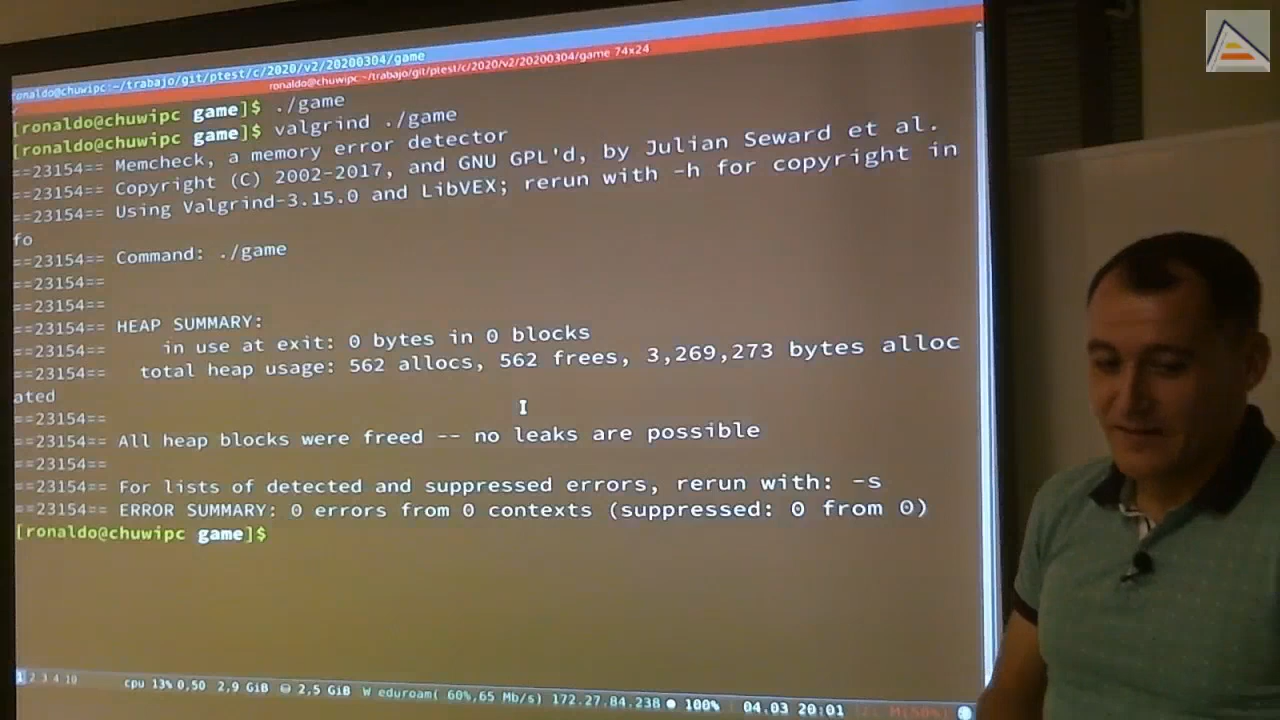 ronaldo@chuwipc:~/trabajo/git/ptest/c/2020/v2/20200304/game
ronaldo@chuwipc:~/trabajo/git/ptest/c/2020/v2/20200304/game 74x24
[ronaldo@chuwipc game]$ ./game
[ronaldo@chuwipc game]$ valgrind ./game
==23154== Memcheck, a memory error detector
==23154== Copyright (C) 2002-2017, and GNU GPL'd, by Julian Seward et al.
==23154== Using Valgrind-3.15.0 and LibVEX; rerun with -h for copyright in
fo
==23154== Command: ./game
==23154==
==23154==
==23154== HEAP SUMMARY:
==23154== in use at exit: 0 bytes in 0 blocks
==23154== total heap usage: 562 allocs, 562 frees, 3,269,273 bytes alloc
ated
==23154==
==23154== All heap blocks were freed -- no leaks are possible
==23154==
==23154== For lists of detected and suppressed errors, rerun with: -s
==23154== ERROR SUMMARY: 0 errors from 0 contexts (suppressed: 0 from 0)
[ronaldo@chuwipc game]$
1 2 3 4 10 cpu 13% 0,50 2,9 GiB 2,5 GiB W eduroam( 60%,65 Mb/s) 172.27.84.238 100% 04.03 20:01